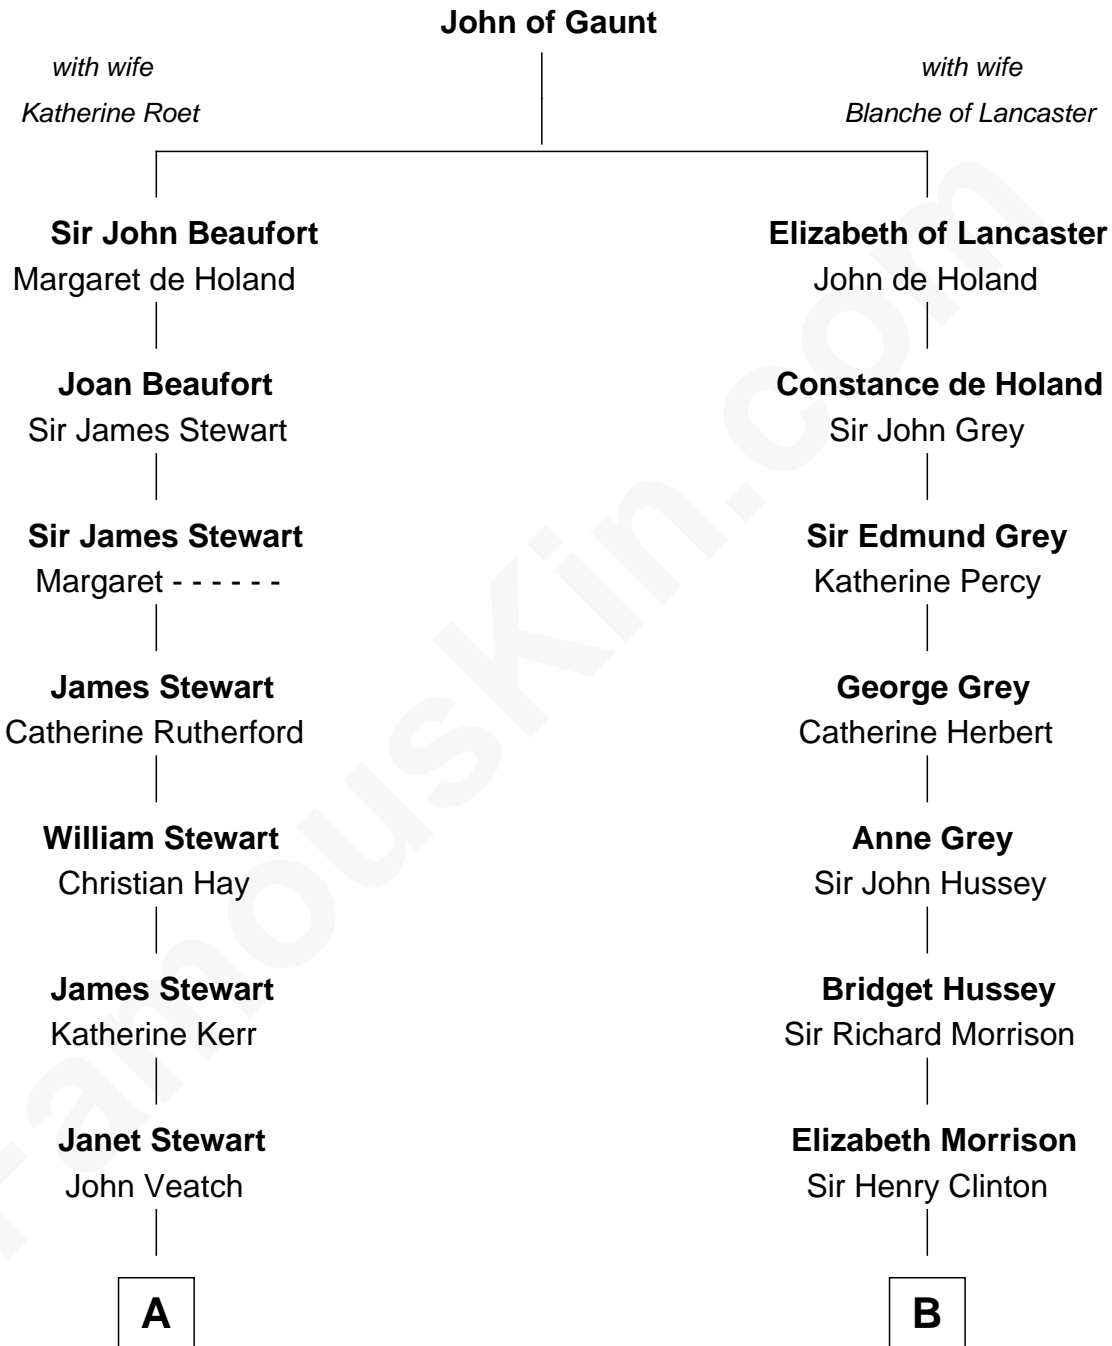 John of Gaunt
with wife
Katherine Roet
with wife
Blanche of Lancaster
Sir John Beaufort
Margaret de Holand
Elizabeth of Lancaster
John de Holand
Joan Beaufort
Sir James Stewart
Constance de Holand
Sir John Grey
Sir James Stewart
Margaret - - - - - -
Sir Edmund Grey
Katherine Percy
James Stewart
Catherine Rutherford
George Grey
Catherine Herbert
William Stewart
Christian Hay
Anne Grey
Sir John Hussey
James Stewart
Katherine Kerr
Bridget Hussey
Sir Richard Morrison
Janet Stewart
John Veatch
Elizabeth Morrison
Sir Henry Clinton
A
B
FamousKin.com